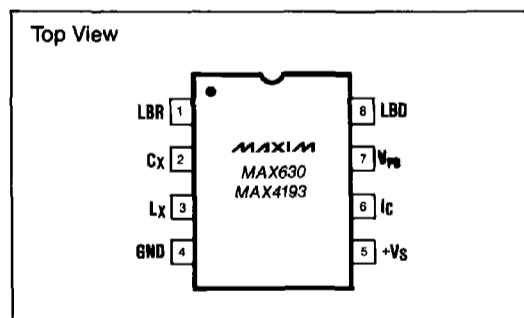 Top View
LBR 1
8 LBD
CX 2
MAXIM
7 VFB
MAX630
LX 3
MAX4193
6 IC
GND 4
5 +VS